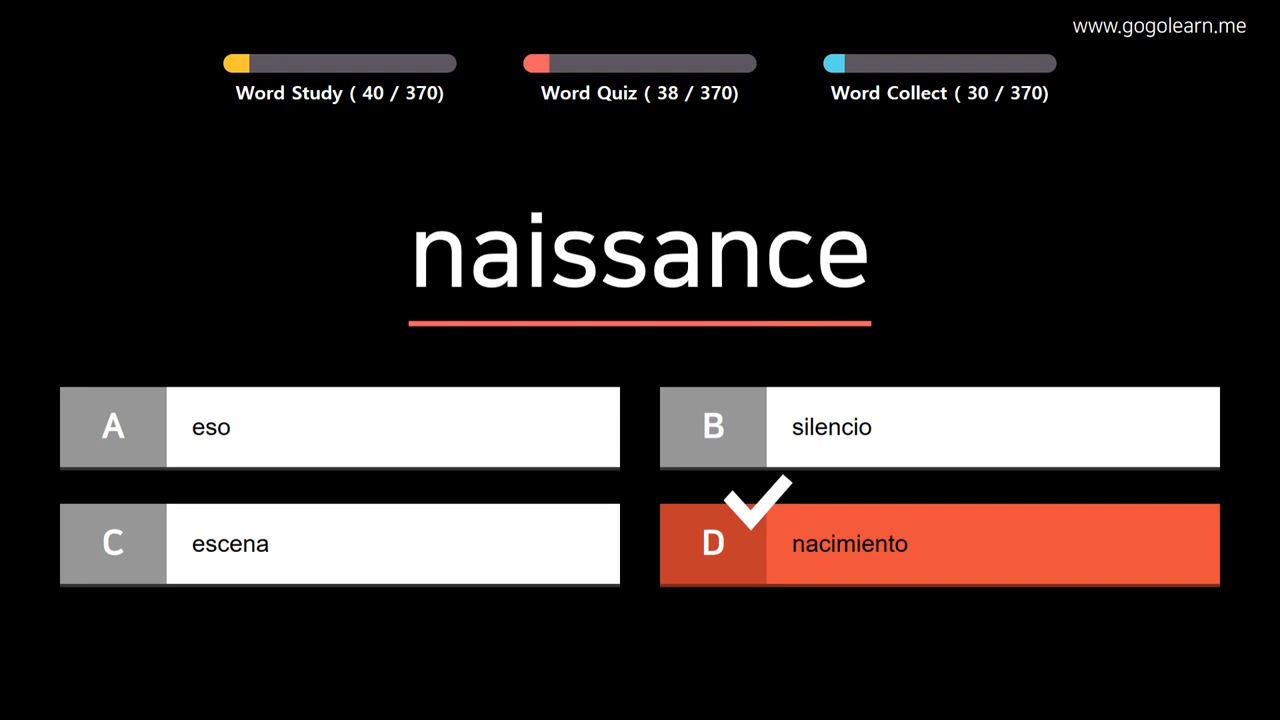 www.gogolearn.me
Word Study ( 40 / 370)
Word Quiz ( 38 / 370)
Word Collect ( 30 / 370)
naissance
A eso
B silencio
C escena
D nacimiento